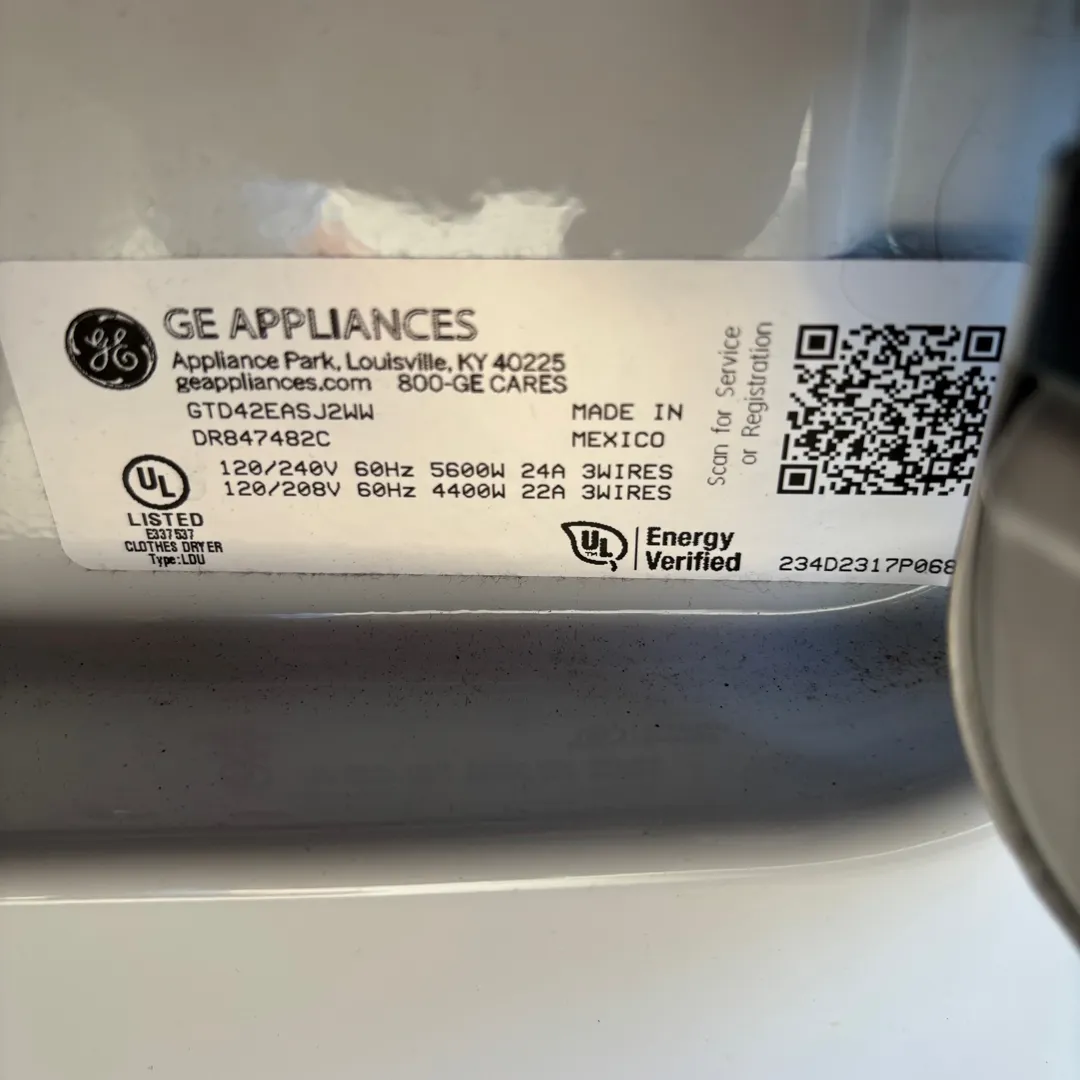 GE APPLIANCES
Appliance Park, Louisville, KY 40225
geappliances.com 800-GE CARES
GTD42EASJ2WW
DR847482C
MADE IN
MEXICO
120/240V 60Hz 5600W 24A 3WIRES
120/208V 60Hz 4400W 22A 3WIRES
UL
LISTED
E337537
CLOTHES DRYER
Type:LDU
UL TM
Energy
Verified
Scan for Service
or Registration
234D2317P068